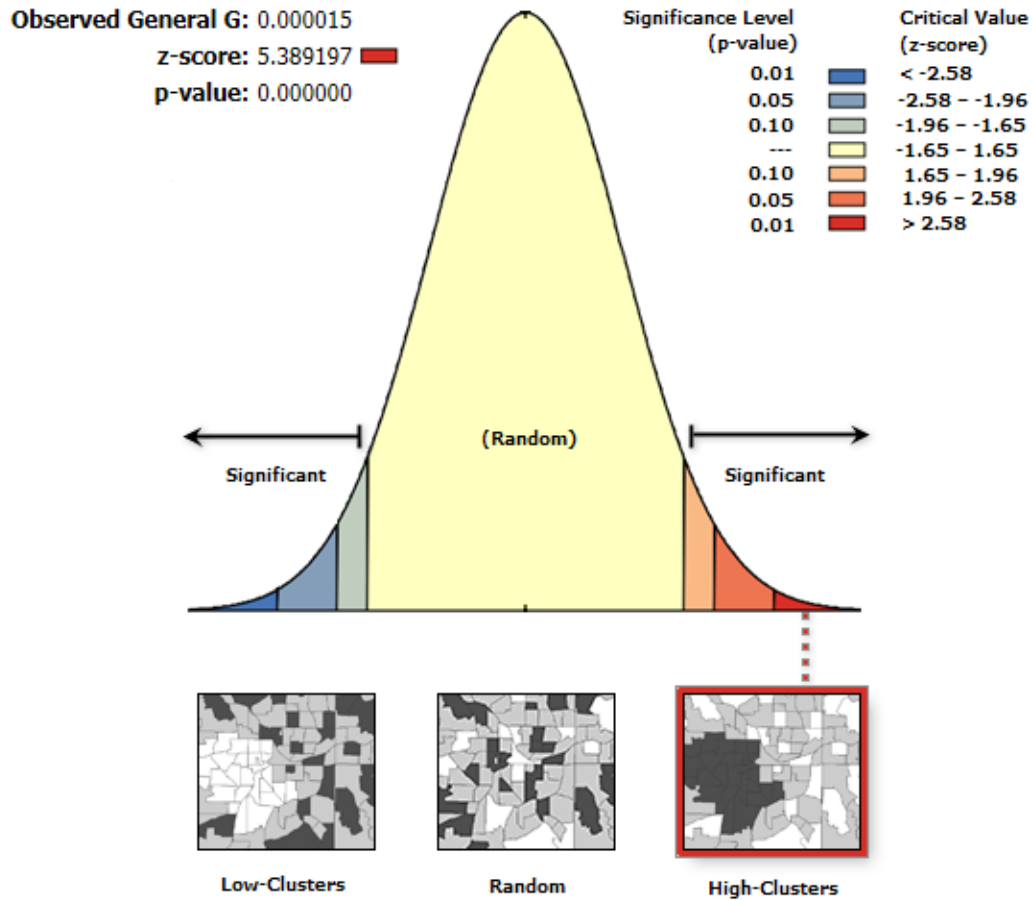 Observed General G: 0.000015
z-score: 5.389197
p-value: 0.000000
Significance Level
(p-value)
Critical Value
(z-score)
0.01 < -2.58
0.05 -2.58 – -1.96
0.10 -1.96 – -1.65
--- -1.65 – 1.65
0.10 1.65 – 1.96
0.05 1.96 – 2.58
0.01 > 2.58
(Random)
Significant
Significant
Low-Clusters
Random
High-Clusters